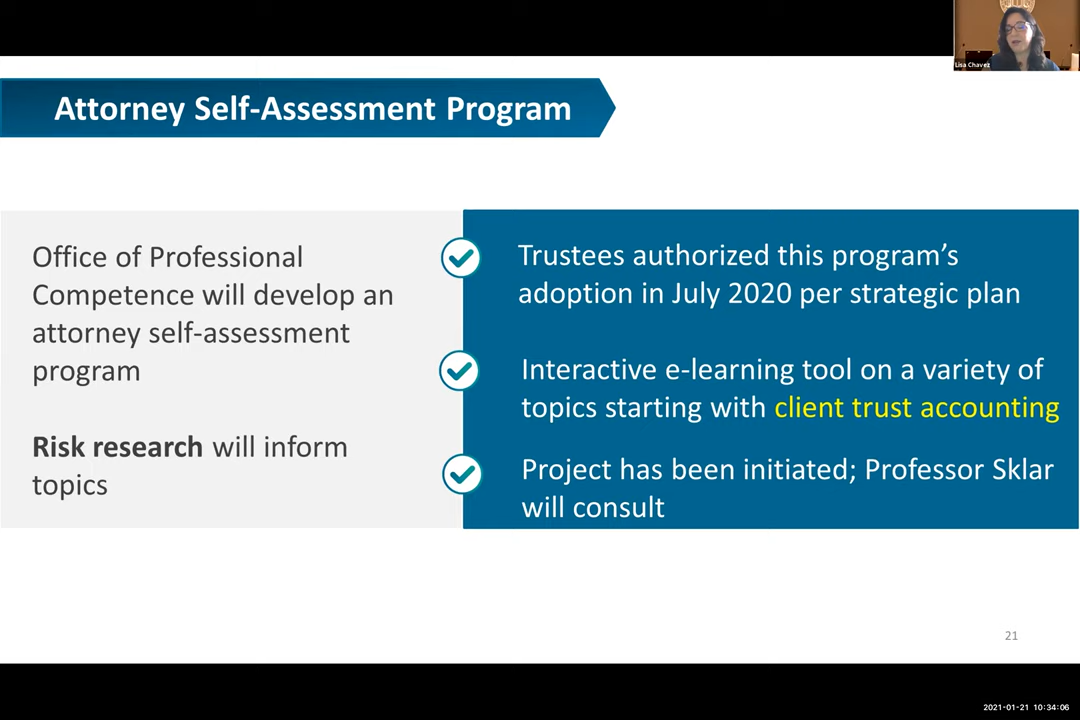 Lisa Chavez
Attorney Self-Assessment Program
Office of Professional
Competence will develop an
attorney self-assessment
program
Risk research will inform
topics
Trustees authorized this program’s
adoption in July 2020 per strategic plan
Interactive e-learning tool on a variety of
topics starting with client trust accounting
Project has been initiated; Professor Sklar
will consult
21
2021-01-21 10:34:06